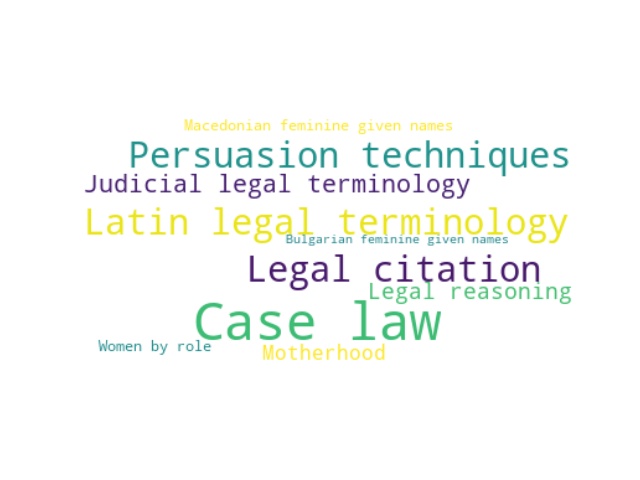 Macedonian feminine given names
Persuasion techniques
Judicial legal terminology
Latin legal terminology
Bulgarian feminine given names
Legal citation
Legal reasoning
Case law
Women by role
Motherhood